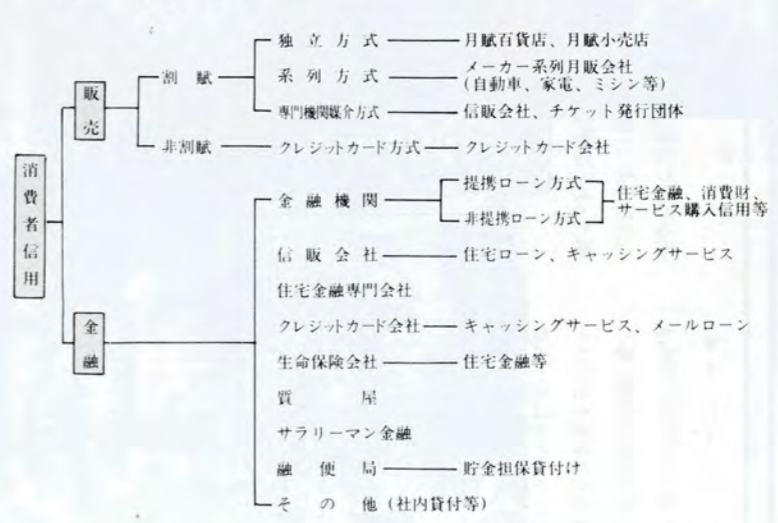 独立方式 月賦百貨店、月賦小売店
割賦 系列方式 メーカー系列月販会社
(自動車、家電、ミシン等)
販売
専門機関媒介方式 信販会社、チケット発行団体
非割賦 クレジットカード方式 クレジットカード会社
消費者信用
金融機関 提携ローン方式
非提携ローン方式
住宅金融、消費財、
サービス購入信用等
信販会社 住宅ローン、キャッシングサービス
住宅金融専門会社
金融
クレジットカード会社 キャッシングサービス、メールローン
生命保険会社 住宅金融等
質屋
サラリーマン金融
融便局 貯金担保貸付け
その他(社内貸付等)